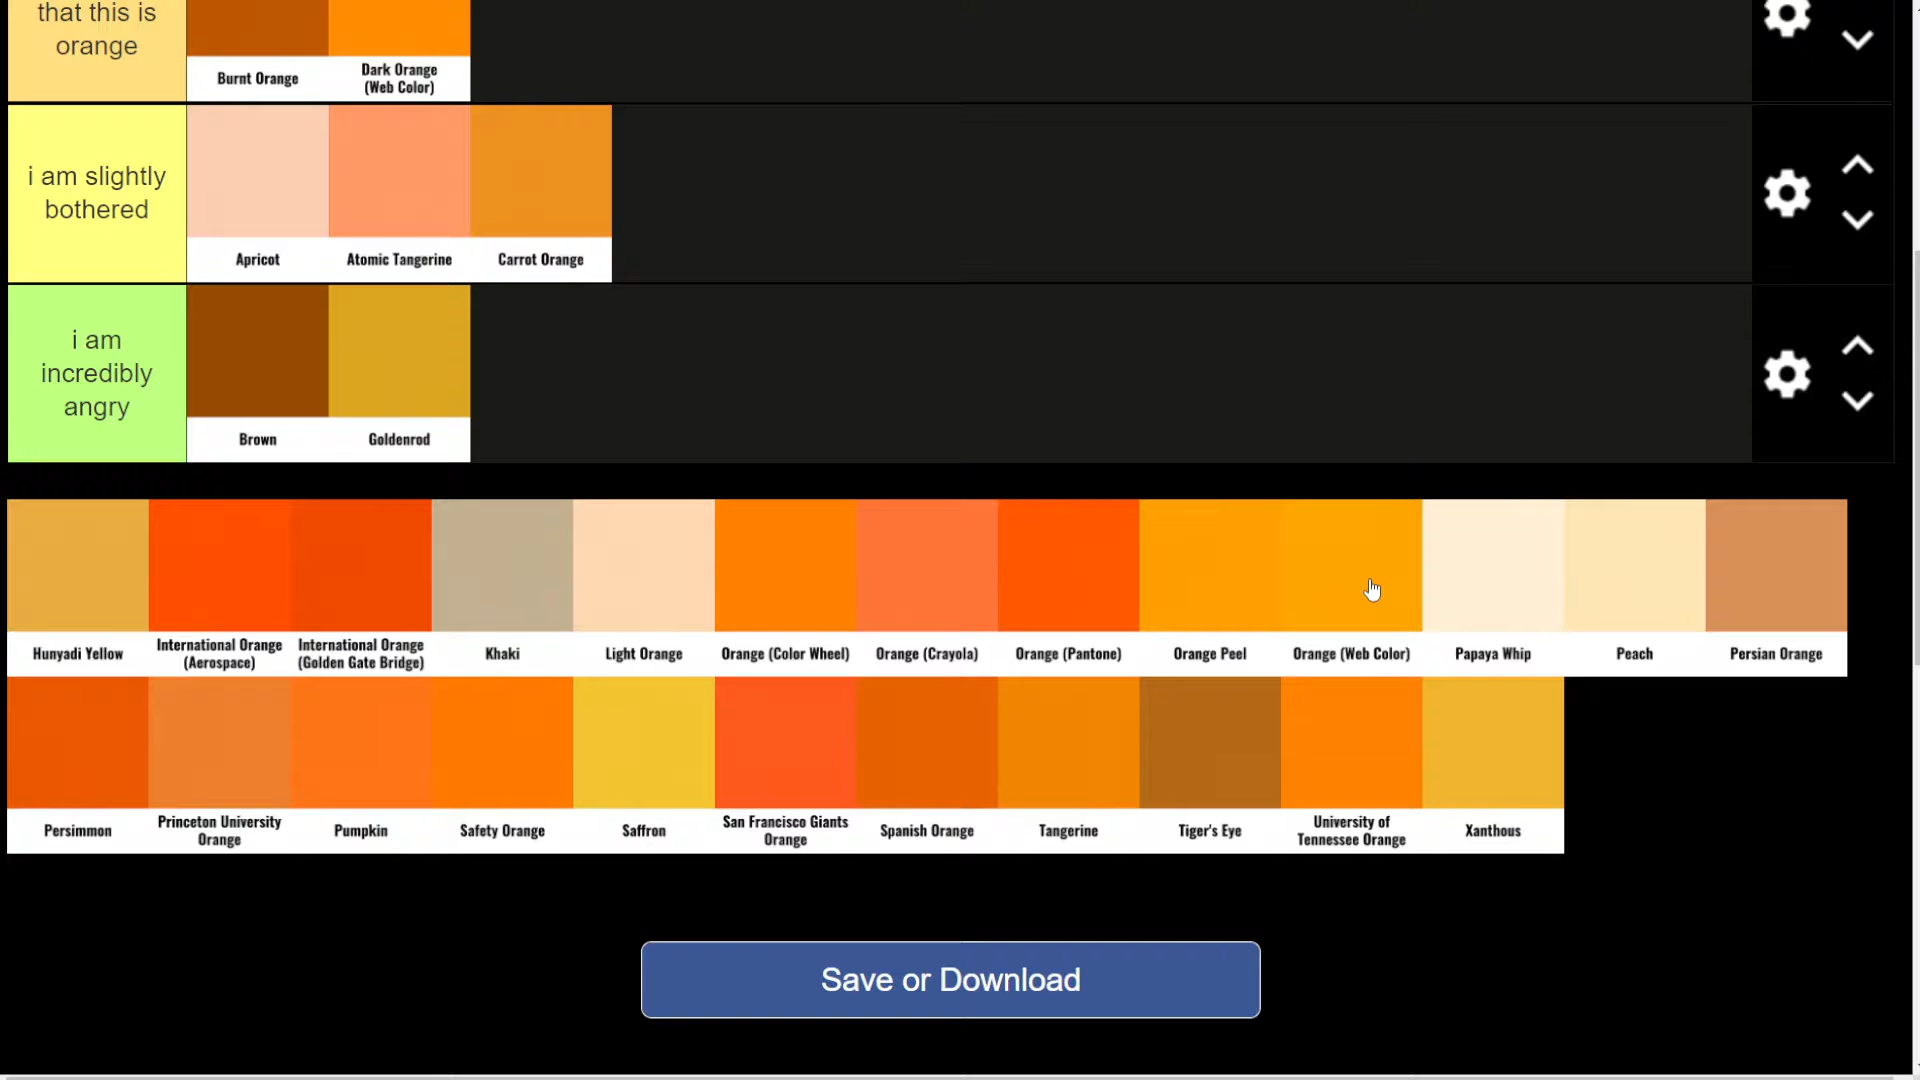 that this is
orange
Burnt Orange
Dark Orange
(Web Color)
i am slightly
bothered
Apricot
Atomic Tangerine
Carrot Orange
i am
incredibly
angry
Brown
Goldenrod
Hunyadi Yellow
International Orange
(Aerospace)
International Orange
(Golden Gate Bridge)
Khaki
Light Orange
Orange (Color Wheel)
Orange (Crayola)
Orange (Pantone)
Orange Peel
Orange (Web Color)
Papaya Whip
Peach
Persian Orange
Persimmon
Princeton University
Orange
Pumpkin
Safety Orange
Saffron
San Francisco Giants
Orange
Spanish Orange
Tangerine
Tiger's Eye
University of
Tennessee Orange
Xanthous
Save or Download